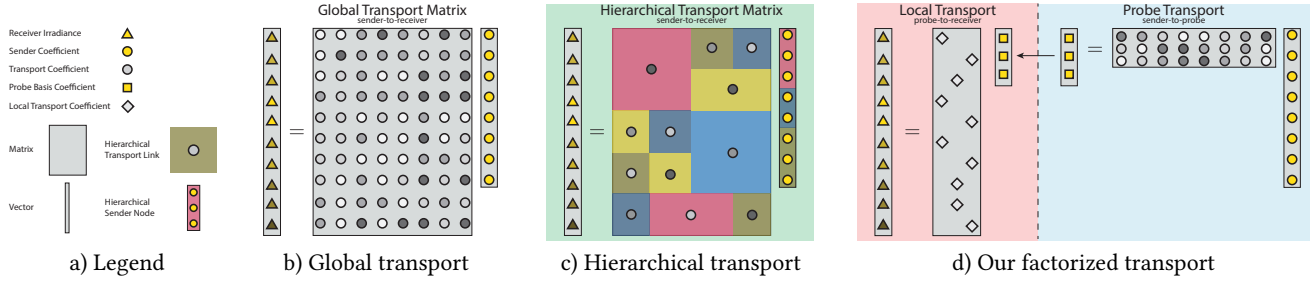 Receiver Irradiance
Sender Coefficient
Transport Coefficient
Probe Basis Coefficient
Local Transport Coefficient
Matrix
Hierarchical
Transport Link
Vector
Hierarchical
Sender Node
a) Legend
Global Transport Matrix
sender-to-receiver
=
b) Global transport
Hierarchical Transport Matrix
sender-to-receiver
=
c) Hierarchical transport
Local Transport
probe-to-receiver
=
Probe Transport
sender-to-probe
=
d) Our factorized transport